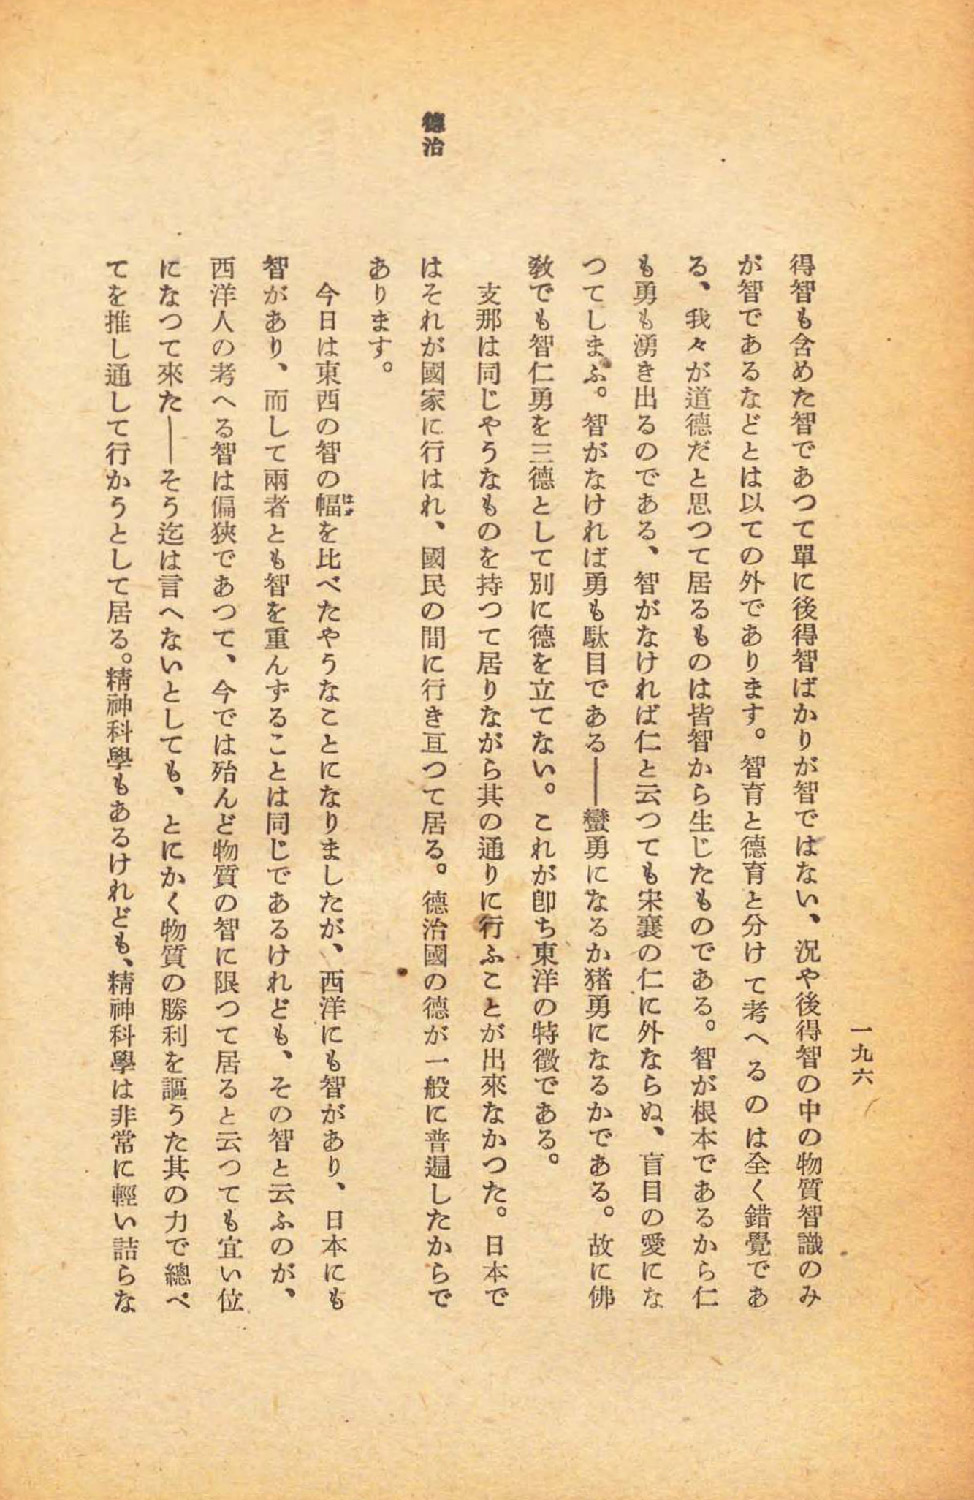 一九六
得智も含めた智であつて單に後得智ばかりが智ではない、況や後得智の中の物質智識のみ
が智であるなどとは以ての外であります。智育と德育と分けて考へるのは全く錯覺であ
る、我々が道德だと思つて居るものは皆智から生じたものである。智が根本であるから仁
も勇も湧き出るのである、智がなければ仁と云つても宋襄の仁に外ならぬ、盲目の愛にな
つてしまふ。智がなければ勇も駄目である——蠻勇になるか猪勇になるかである。故に佛
敎でも智仁勇を三德として別に德を立てない。これが卽ち東洋の特徵である。
支那は同じやうなものを持つて居りながら其の通りに行ふことが出來なかつた。日本で
德治
はそれが國家に行はれ、國民の間に行き亙つて居る。德治國の德が一般に普遍したからで
あります。
今日は東西の智の幅を比べたやうなことになりましたが、西洋にも智があり、日本にも
はゞ
智があり、而して兩者とも智を重んずることは同じであるけれども、その智と云ふのが、
西洋人の考へる智は偏狹であつて、今では殆んど物質の智に限つて居ると云つても宜い位
になつて來た——そう迄は言へないとしても、とにかく物質の勝利を謳うた其の力で總べ
てを推し通して行かうとして居る。精神科學もあるけれども、精神科學は非常に輕い詰らな